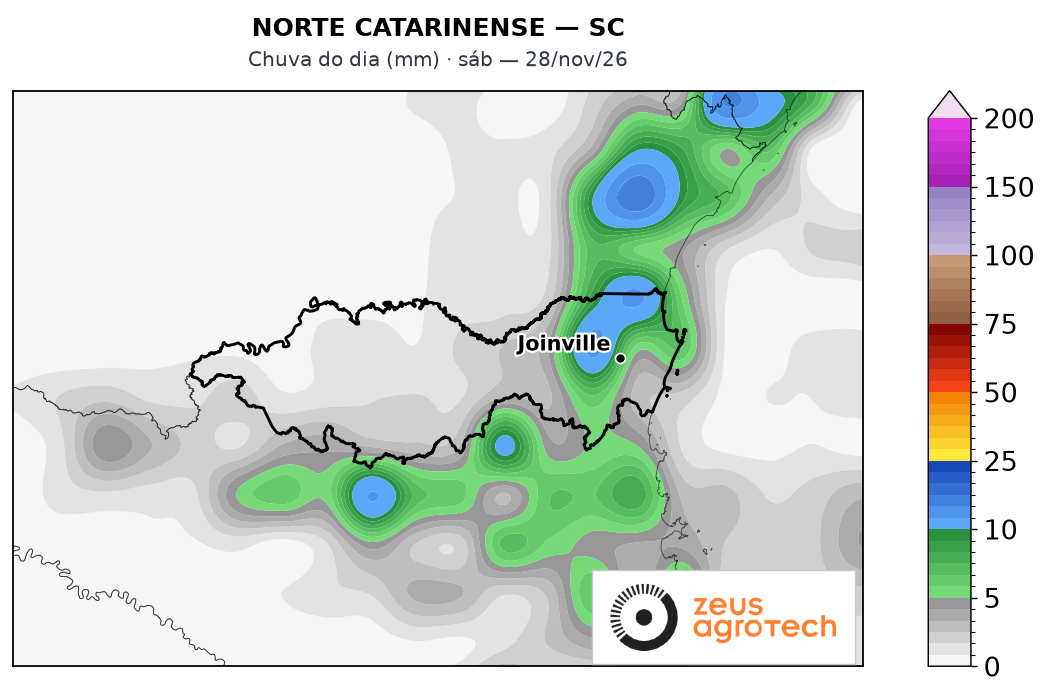 NORTE CATARINENSE — SC
Chuva do dia (mm) · sáb — 28/nov/26
200
150
100
75
50
25
10
5
0
Joinville
zeus
agrotech